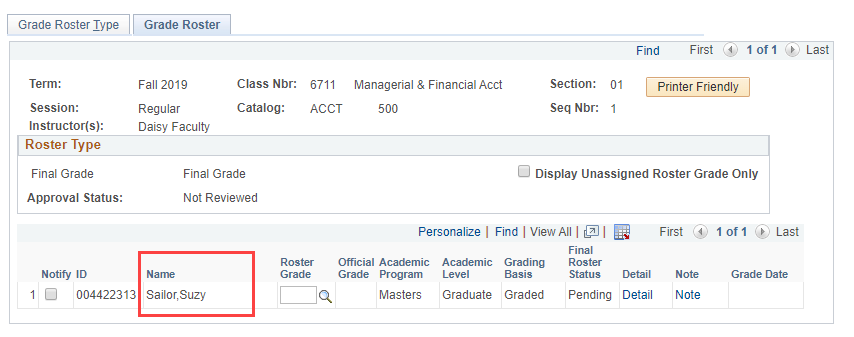 Grade Roster Type Grade Roster
Find First 1 of 1 Last
Term: Fall 2019 Class Nbr: 6711 Managerial & Financial Acct Section: 01 Printer Friendly
Session: Regular Catalog: ACCT 500 Seq Nbr: 1
Instructor(s): Daisy Faculty
Roster Type
Final Grade Final Grade Display Unassigned Roster Grade Only
Approval Status: Not Reviewed
Personalize | Find | View All | | First 1 of 1 Last
Notify ID Name Roster Grade Official Grade Academic Program Academic Level Grading Basis Final Roster Status Detail Note Grade Date
1 004422313 Sailor,Suzy Masters Graduate Graded Pending Detail Note